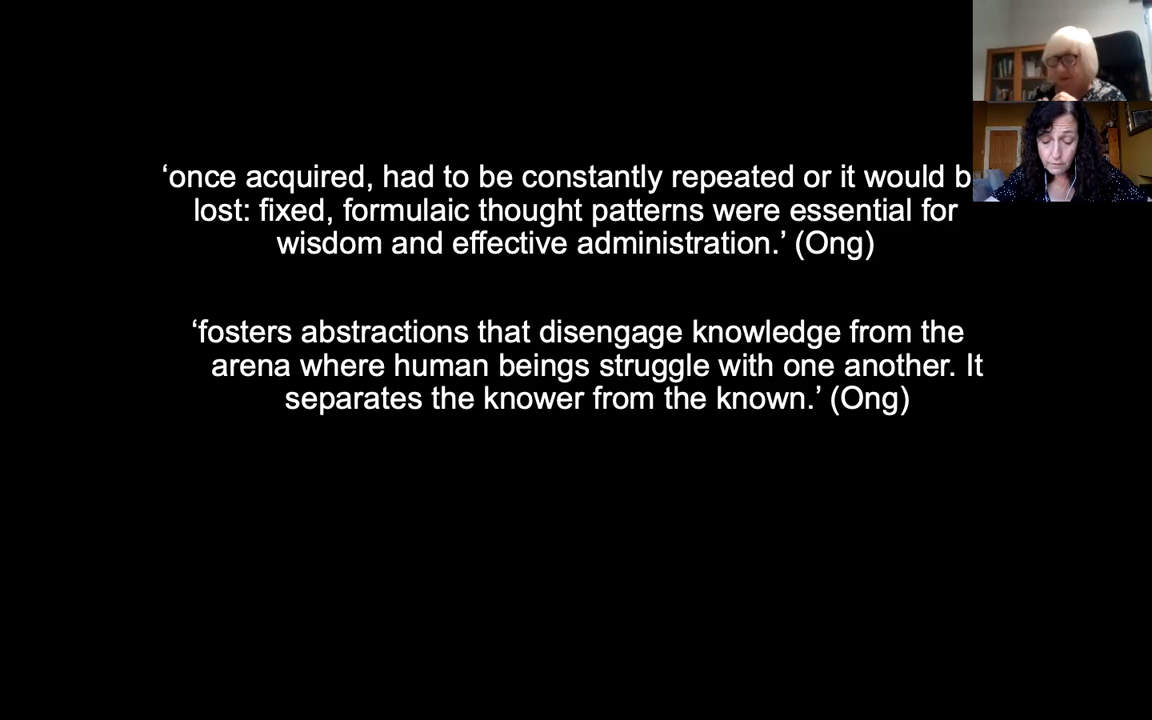 ‘once acquired, had to be constantly repeated or it would b
lost: fixed, formulaic thought patterns were essential for
wisdom and effective administration.’ (Ong)
‘fosters abstractions that disengage knowledge from the
arena where human beings struggle with one another. It
separates the knower from the known.’ (Ong)